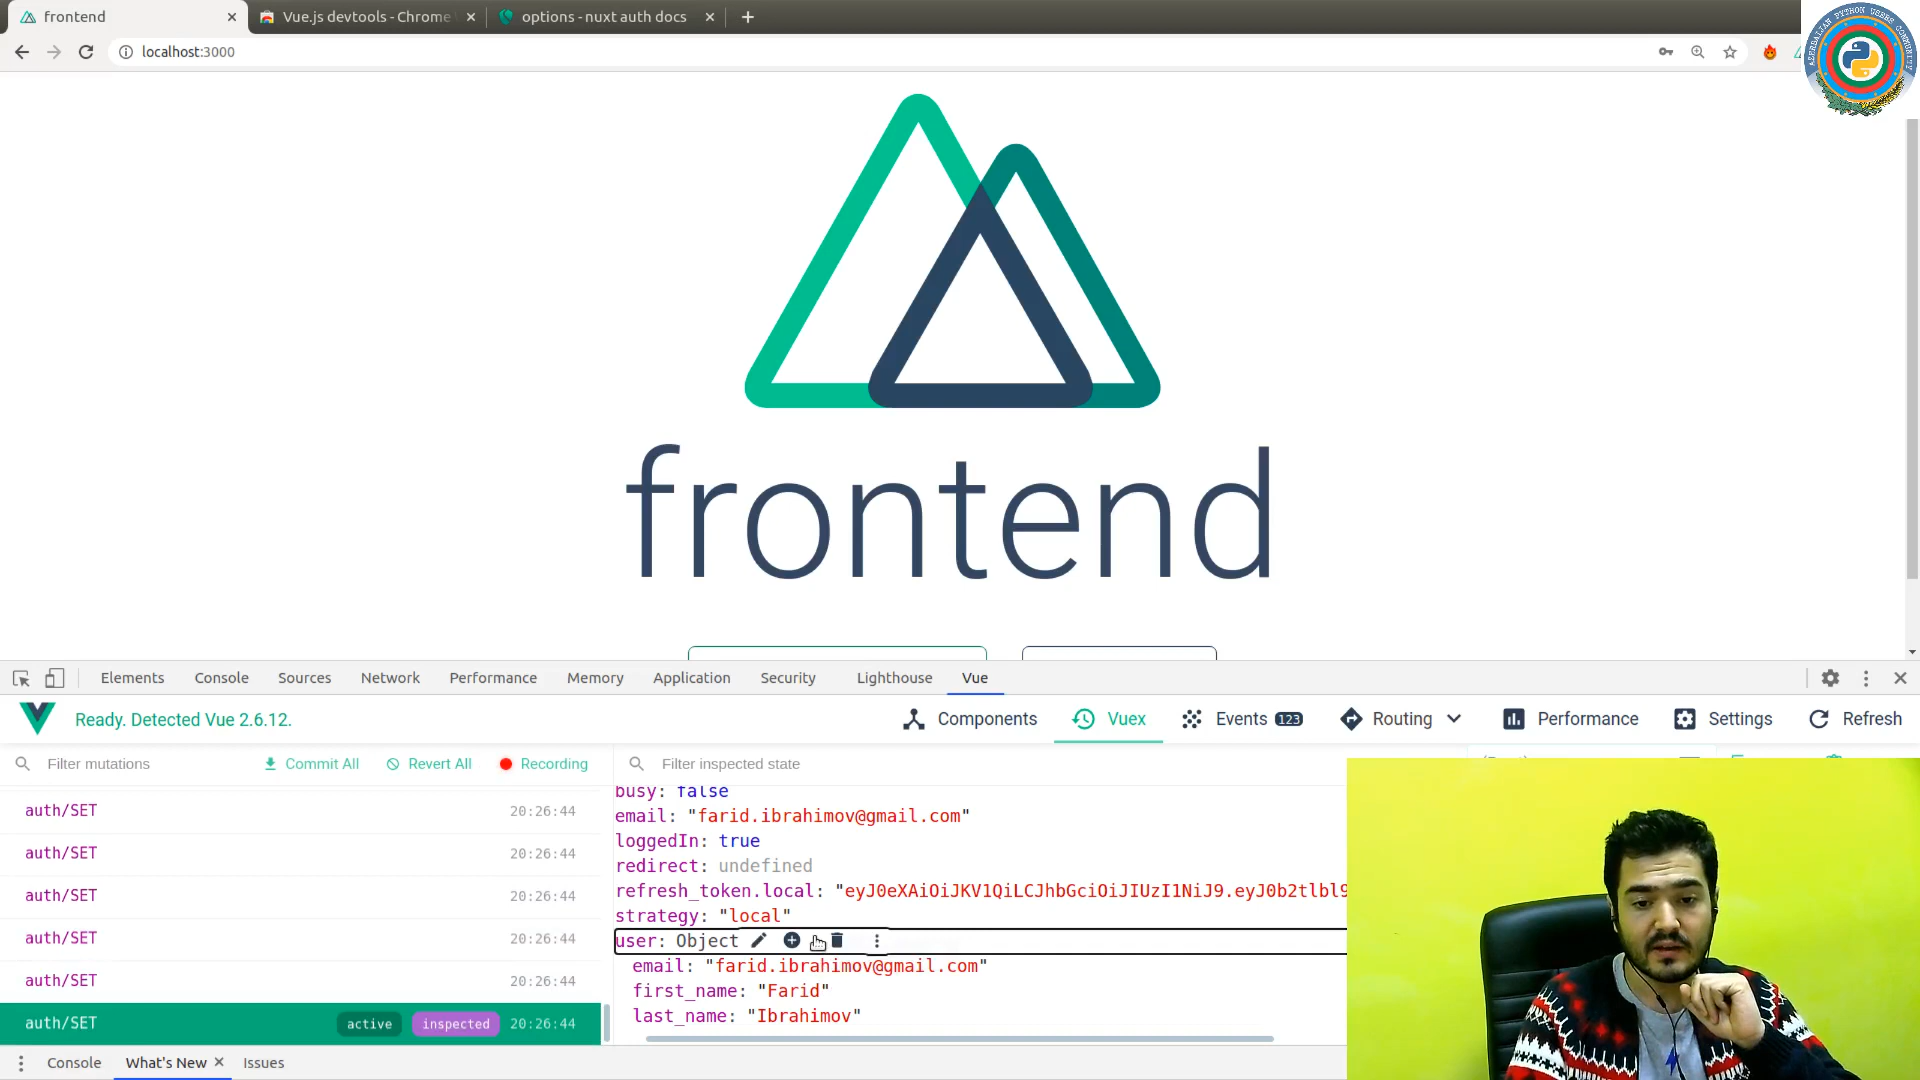 frontend
Vue.js devtools - Chrome
options - nuxt auth docs
localhost:3000
AZERBAIJAN PYTHON USERS COMMUNITY
frontend
Elements
Console
Sources
Network
Performance
Memory
Application
Security
Lighthouse
Vue
Ready. Detected Vue 2.6.12.
Components
Vuex
Events 123
Routing
Performance
Settings
Refresh
Filter mutations
Commit All
Revert All
Recording
Filter inspected state
auth/SET 20:26:44
auth/SET 20:26:44
auth/SET 20:26:44
auth/SET 20:26:44
auth/SET 20:26:44
auth/SET active inspected 20:26:44
busy: false
email: "farid.ibrahimov@gmail.com"
loggedIn: true
redirect: undefined
refresh_token.local: "eyJ0eXAiOiJKV1QiLCJhbGciOiJIUzI1NiJ9.eyJ0b2tlbl9
strategy: "local"
user: Object
email: "farid.ibrahimov@gmail.com"
first_name: "Farid"
last_name: "Ibrahimov"
Console
What's New
Issues